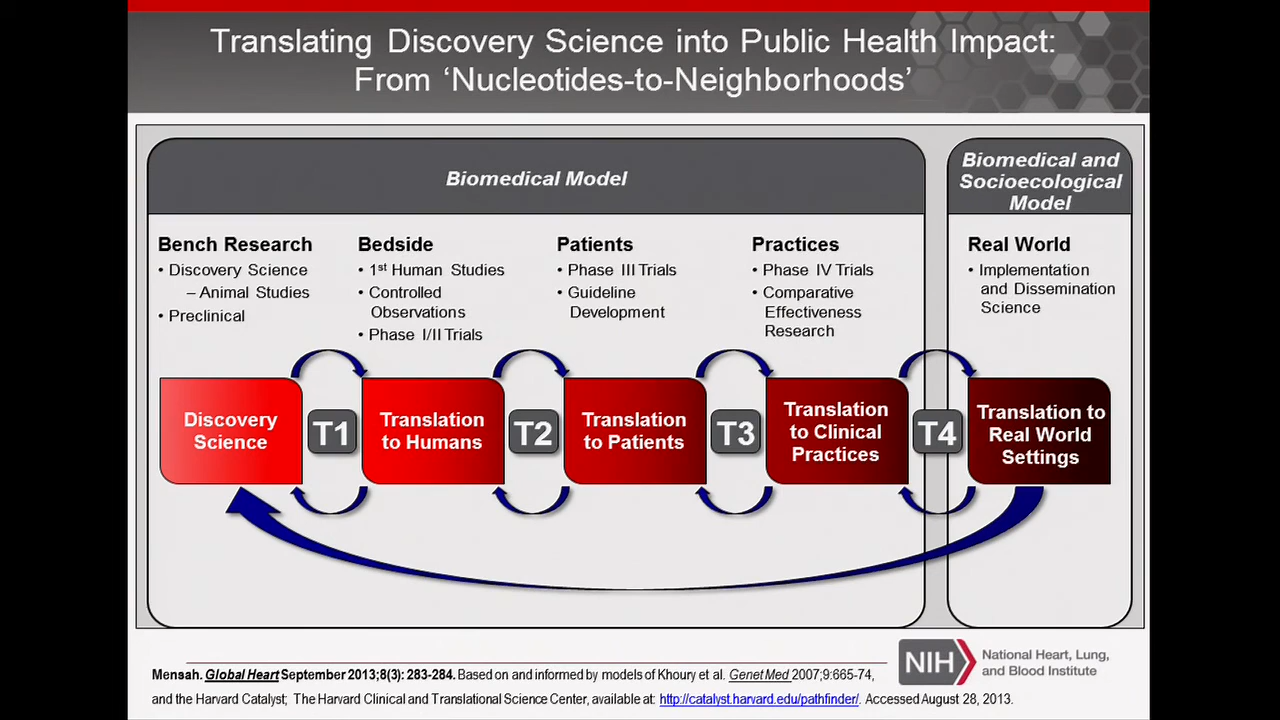 Translating Discovery Science into Public Health Impact:
From ‘Nucleotides-to-Neighborhoods’
Biomedical Model
Biomedical and
Socioecological
Model
Bench Research
• Discovery Science
– Animal Studies
• Preclinical
Bedside
• 1st Human Studies
• Controlled
Observations
• Phase I/II Trials
Patients
• Phase III Trials
• Guideline
Development
Practices
• Phase IV Trials
• Comparative
Effectiveness
Research
Real World
• Implementation
and Dissemination
Science
Discovery
Science
T1
Translation
to Humans
T2
Translation
to Patients
T3
Translation
to Clinical
Practices
T4
Translation to
Real World
Settings
Mensah. Global Heart September 2013;8(3): 283-284. Based on and informed by models of Khoury et al. Genet Med 2007;9:665-74,
and the Harvard Catalyst; The Harvard Clinical and Translational Science Center, available at: http://catalyst.harvard.edu/pathfinder/. Accessed August 28, 2013.
NIH
National Heart, Lung,
and Blood Institute